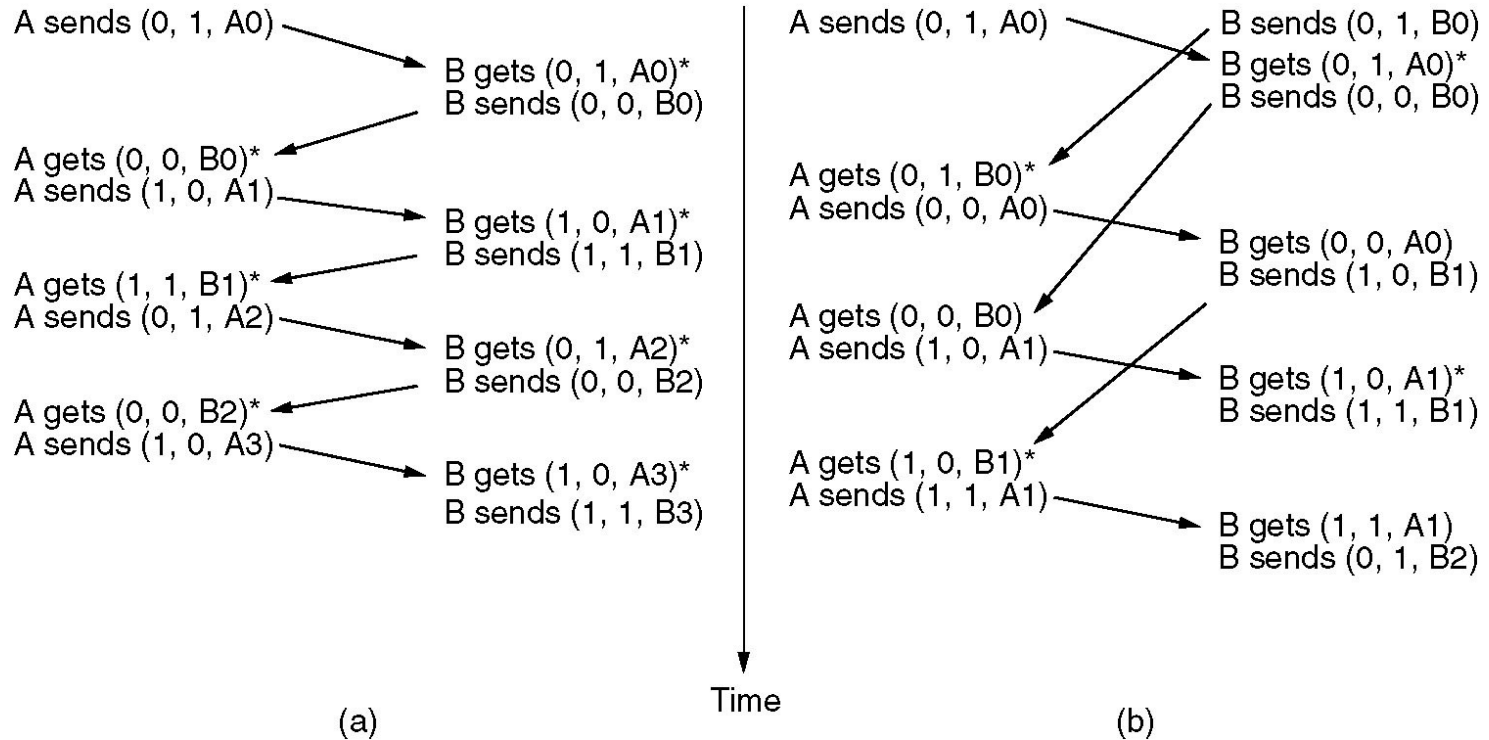 A sends (0, 1, A0)
B gets (0, 1, A0)*
B sends (0, 0, B0)
A gets (0, 0, B0)*
A sends (1, 0, A1)
B gets (1, 0, A1)*
B sends (1, 1, B1)
A gets (1, 1, B1)*
A sends (0, 1, A2)
B gets (0, 1, A2)*
B sends (0, 0, B2)
A gets (0, 0, B2)*
A sends (1, 0, A3)
B gets (1, 0, A3)*
B sends (1, 1, B3)
(a)
Time
A sends (0, 1, A0)
B sends (0, 1, B0)
B gets (0, 1, A0)*
B sends (0, 0, B0)
A gets (0, 1, B0)*
A sends (0, 0, A0)
B gets (0, 0, A0)
B sends (1, 0, B1)
A gets (0, 0, B0)
A sends (1, 0, A1)
B gets (1, 0, A1)*
B sends (1, 1, B1)
A gets (1, 0, B1)*
A sends (1, 1, A1)
B gets (1, 1, A1)
B sends (0, 1, B2)
(b)